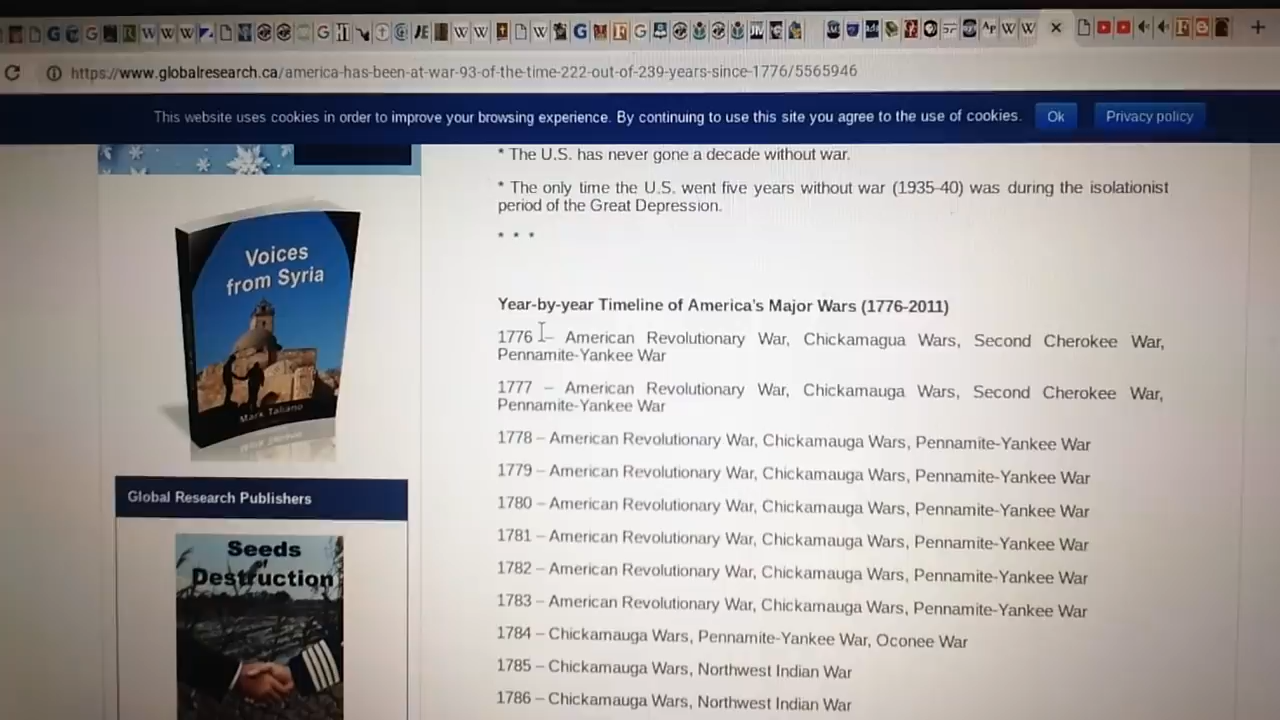 https://www.globalresearch.ca/america-has-been-at-war-93-of-the-time-222-out-of-239-years-since-1776/5565946
This website uses cookies in order to improve your browsing experience. By continuing to use this site you agree to the use of cookies. Ok Privacy policy
* The U.S. has never gone a decade without war.
* The only time the U.S. went five years without war (1935-40) was during the isolationist
period of the Great Depression.
* * *
Voices
from Syria
Mark Taliano
Year-by-year Timeline of America's Major Wars (1776-2011)
1776 – American Revolutionary War, Chickamagua Wars, Second Cherokee War,
Pennamite-Yankee War
1777 – American Revolutionary War, Chickamauga Wars, Second Cherokee War,
Pennamite-Yankee War
1778 – American Revolutionary War, Chickamauga Wars, Pennamite-Yankee War
1779 – American Revolutionary War, Chickamauga Wars, Pennamite-Yankee War
1780 – American Revolutionary War, Chickamauga Wars, Pennamite-Yankee War
1781 – American Revolutionary War, Chickamauga Wars, Pennamite-Yankee War
1782 – American Revolutionary War, Chickamauga Wars, Pennamite-Yankee War
1783 – American Revolutionary War, Chickamauga Wars, Pennamite-Yankee War
1784 – Chickamauga Wars, Pennamite-Yankee War, Oconee War
1785 – Chickamauga Wars, Northwest Indian War
1786 – Chickamauga Wars, Northwest Indian War
Global Research Publishers
Seeds
of
Destruction